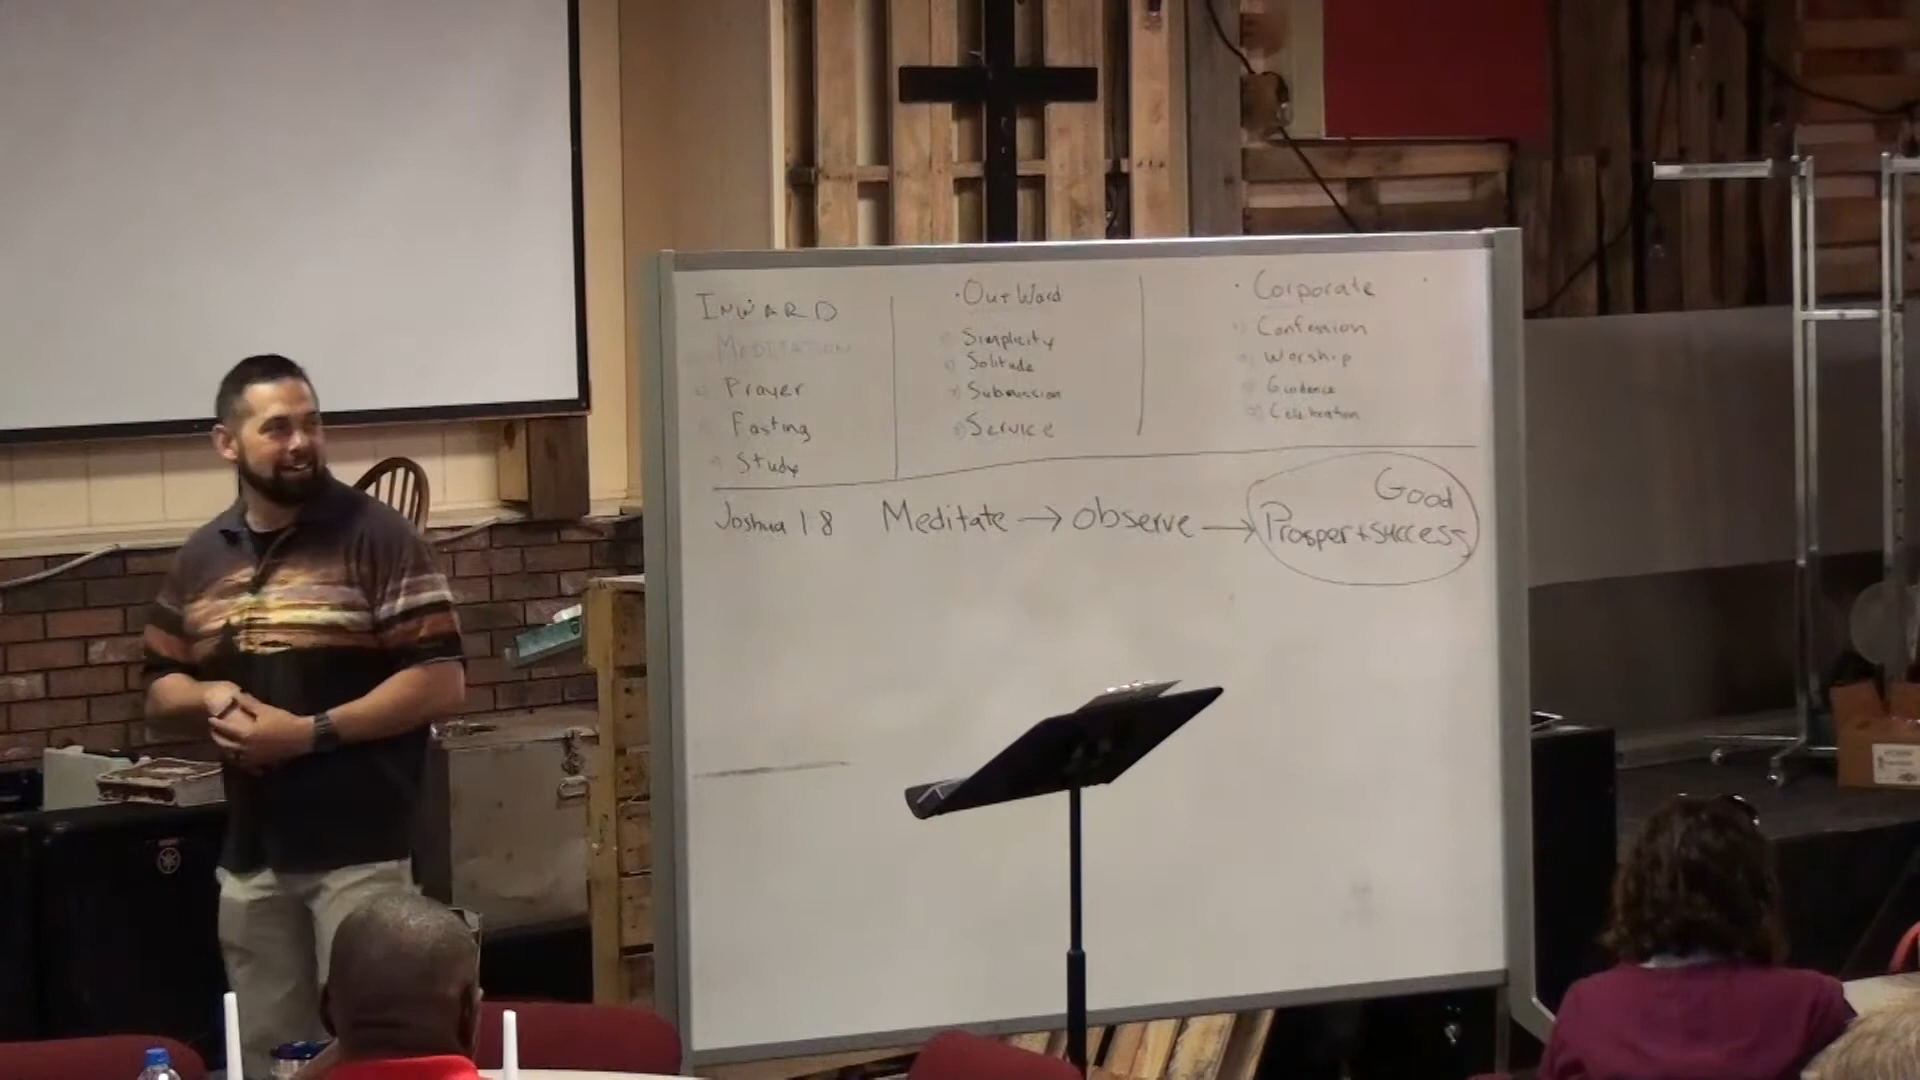 INWARD
MEDITATION
Prayer
Fasting
Study
OutWard
Simplicity
Solitude
Submission
Service
Corporate
Confession
Worship
Guidance
Celebration
Joshua 1 8 Meditate → observe → Good
Prosper + success